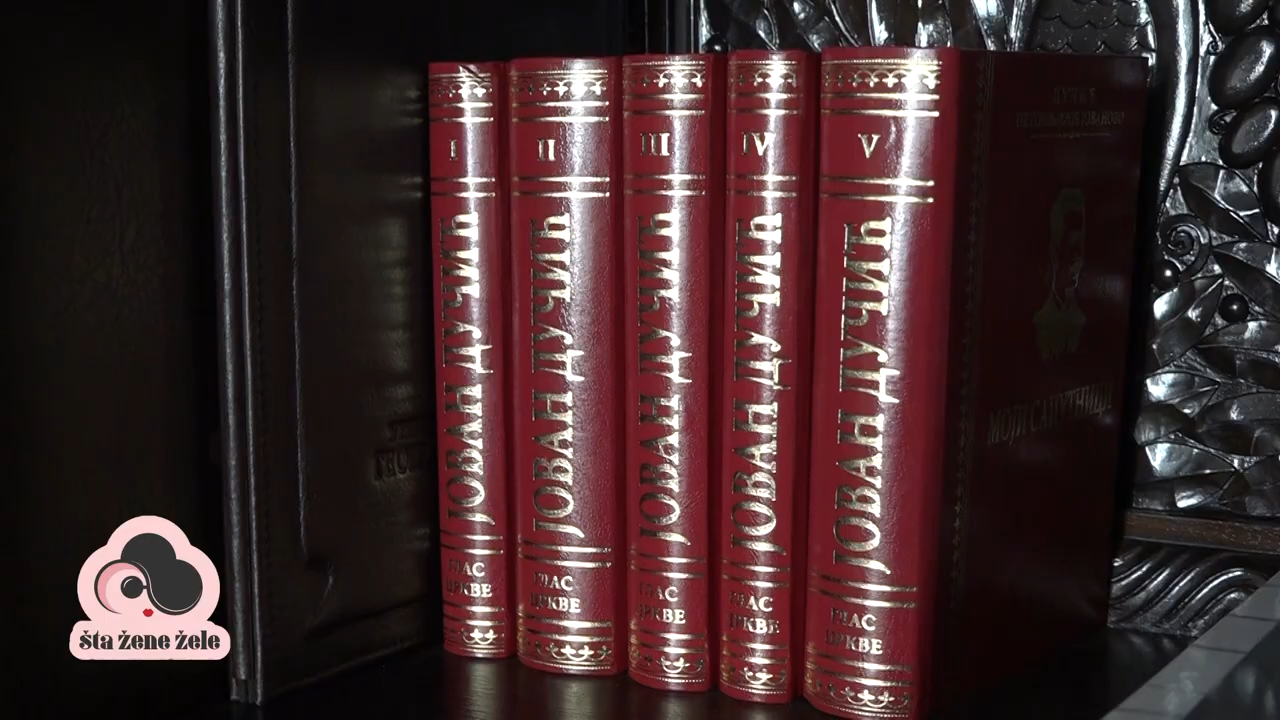 I
ЈОВАН ДУЧИЋ
ГЛАС
ЦРКВЕ
II
ЈОВАН ДУЧИЋ
ГЛАС
ЦРКВЕ
III
ЈОВАН ДУЧИЋ
ГЛАС
ЦРКВЕ
IV
ЈОВАН ДУЧИЋ
ГЛАС
ЦРКВЕ
V
ЈОВАН ДУЧИЋ
ГЛАС
ЦРКВЕ
МОЈИ САПУТНИЦИ
šta žene žele